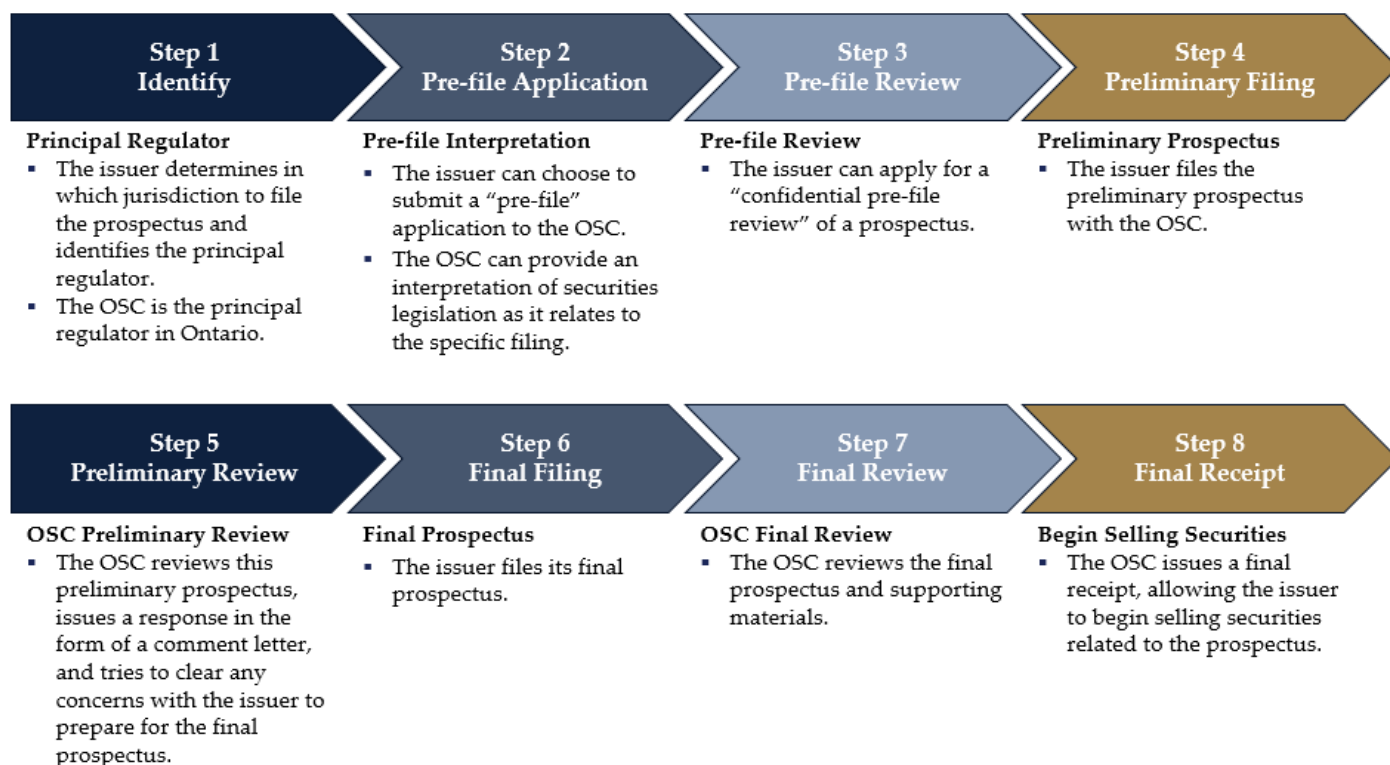 Step 1
Identify
Step 2
Pre-file Application
Step 3
Pre-file Review
Step 4
Preliminary Filing
Principal Regulator
▪ The issuer determines in
which jurisdiction to file
the prospectus and
identifies the principal
regulator.
▪ The OSC is the principal
regulator in Ontario.
Pre-file Interpretation
▪ The issuer can choose to
submit a “pre-file”
application to the OSC.
▪ The OSC can provide an
interpretation of securities
legislation as it relates to
the specific filing.
Pre-file Review
▪ The issuer can apply for a
“confidential pre-file
review” of a prospectus.
Preliminary Prospectus
▪ The issuer files the
preliminary prospectus
with the OSC.
Step 5
Preliminary Review
Step 6
Final Filing
Step 7
Final Review
Step 8
Final Receipt
OSC Preliminary Review
▪ The OSC reviews this
preliminary prospectus,
issues a response in the
form of a comment letter,
and tries to clear any
concerns with the issuer to
prepare for the final
prospectus.
Final Prospectus
▪ The issuer files its final
prospectus.
OSC Final Review
▪ The OSC reviews the final
prospectus and supporting
materials.
Begin Selling Securities
▪ The OSC issues a final
receipt, allowing the issuer
to begin selling securities
related to the prospectus.